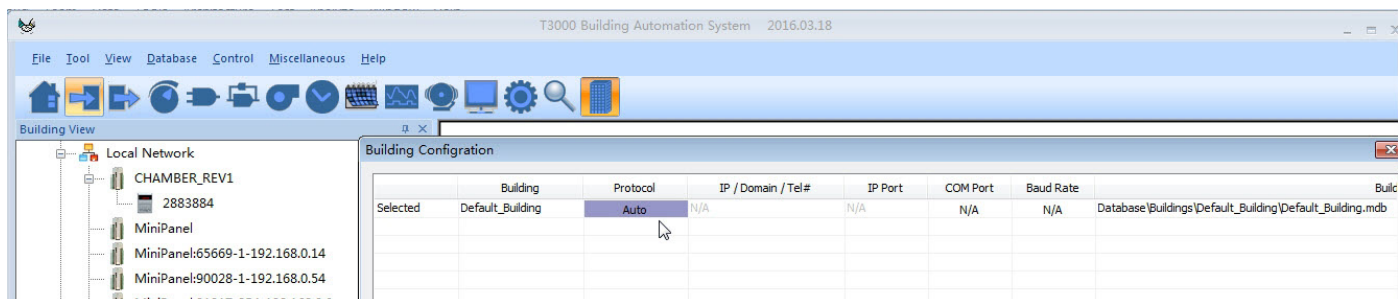 T3000 Building Automation System 2016.03.18
File Tool View Database Control Miscellaneous Help
Building View
Local Network
CHAMBER_REV1
2883884
MiniPanel
MiniPanel:65669-1-192.168.0.14
MiniPanel:90028-1-192.168.0.54
Building Configration
Building Protocol IP / Domain / Tel# IP Port COM Port Baud Rate
Selected Default_Building Auto N/A N/A N/A N/A Database\Buildings\Default_Building\Default_Building.mdb